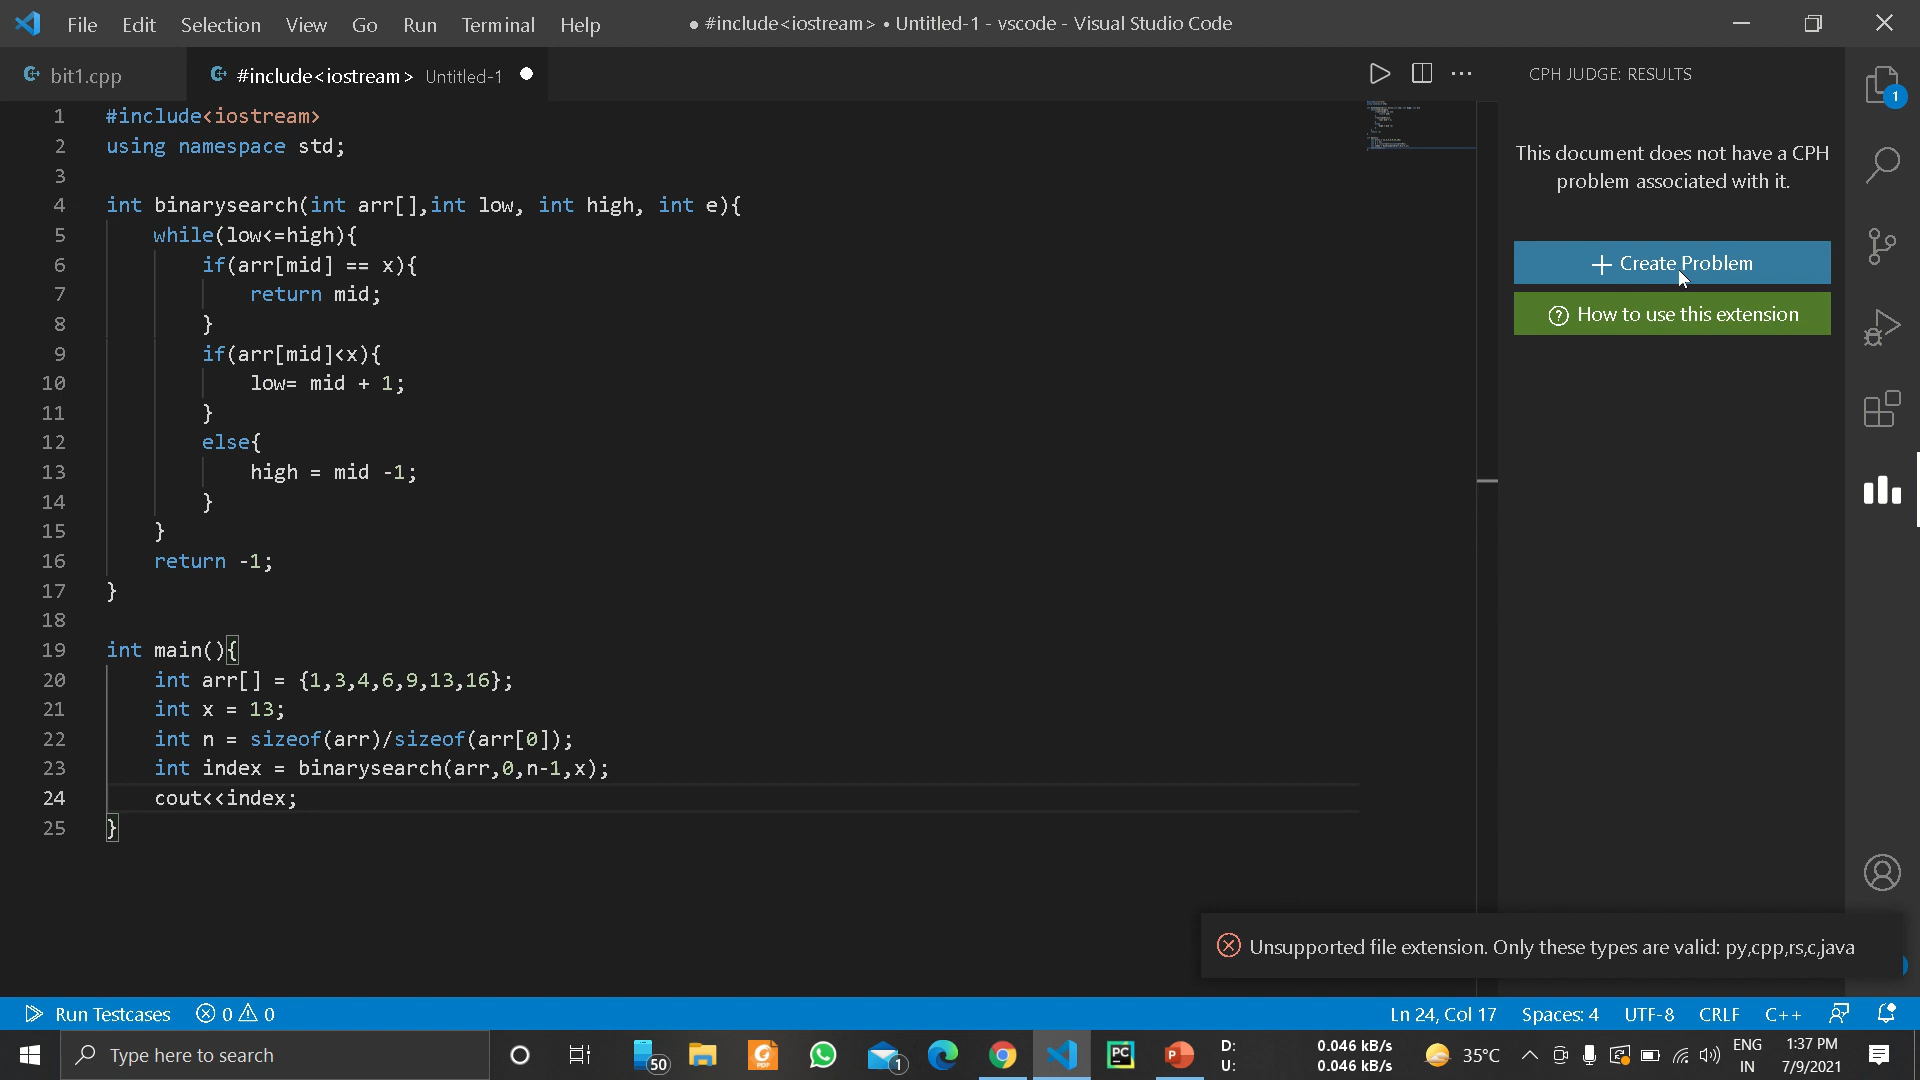 File Edit Selection View Go Run Terminal Help ● #include<iostream> • Untitled-1 - vscode - Visual Studio Code
bit1.cpp #include<iostream> Untitled-1 CPH JUDGE: RESULTS
1 #include<iostream>
2 using namespace std;
3
4 int binarysearch(int arr[],int low, int high, int e){
5 while(low<=high){
6 if(arr[mid] == x){
7 return mid;
8 }
9 if(arr[mid]<x){
10 low= mid + 1;
11 }
12 else{
13 high = mid -1;
14 }
15 }
16 return -1;
17 }
18
19 int main(){
20 int arr[] = {1,3,4,6,9,13,16};
21 int x = 13;
22 int n = sizeof(arr)/sizeof(arr[0]);
23 int index = binarysearch(arr,0,n-1,x);
24 cout<<index;
25 }
This document does not have a CPH
problem associated with it.
+ Create Problem
? How to use this extension
1
Unsupported file extension. Only these types are valid: py,cpp,rs,c,java
Run Testcases 0 0 Ln 24, Col 17 Spaces: 4 UTF-8 CRLF C++
Type here to search 50 PDF 1 PC P D: 0.046 kB/s 35°C ENG 1:37 PM
U: 0.046 kB/s IN 7/9/2021